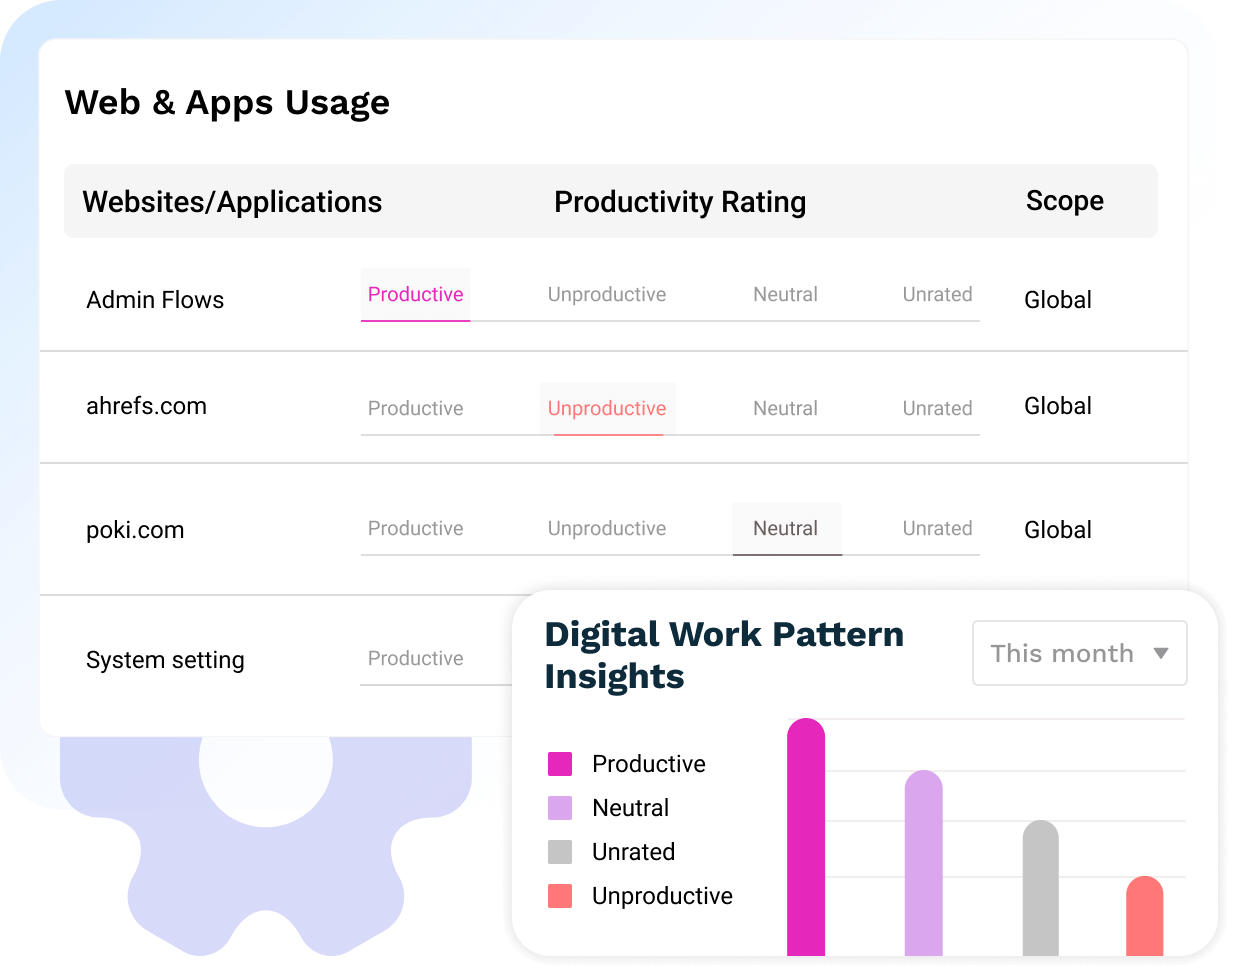 Web & Apps Usage
Websites/Applications Productivity Rating Scope
Admin Flows Productive Unproductive Neutral Unrated Global
ahrefs.com Productive Unproductive Neutral Unrated Global
poki.com Productive Unproductive Neutral Unrated Global
System setting Productive
Digital Work Pattern
Insights
This month
Productive
Neutral
Unrated
Unproductive